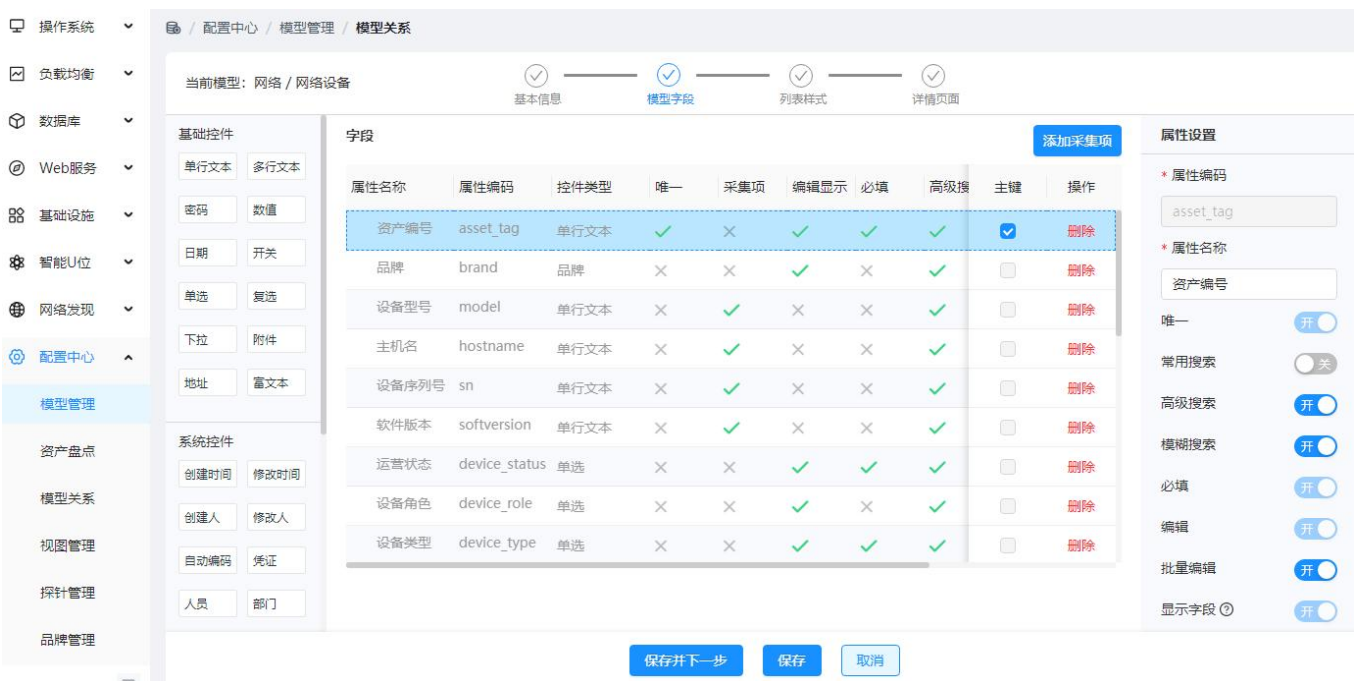 操作系统
负载均衡
数据库
Web服务
基础设施
智能U位
网络发现
配置中心
模型管理
资产盘点
模型关系
视图管理
探针管理
品牌管理
/ 配置中心 / 模型管理 / 模型关系
当前模型：网络 / 网络设备
基本信息 模型字段 列表样式 详情页面
基础控件
单行文本 多行文本
密码 数值
日期 开关
单选 复选
下拉 附件
地址 富文本
系统控件
创建时间 修改时间
创建人 修改人
自动编码 凭证
人员 部门
字段 添加采集项
属性名称 属性编码 控件类型 唯一 采集项 编辑显示 必填 高级搜 主键 操作
资产编号 asset_tag 单行文本 删除
品牌 brand 品牌 删除
设备型号 model 单行文本 删除
主机名 hostname 单行文本 删除
设备序列号 sn 单行文本 删除
软件版本 softversion 单行文本 删除
运营状态 device_status 单选 删除
设备角色 device_role 单选 删除
设备类型 device_type 单选 删除
属性设置
* 属性编码
asset_tag
* 属性名称
资产编号
唯一 开
常用搜索 关
高级搜索 开
模糊搜索 开
必填 开
编辑 开
批量编辑 开
显示字段 开
保存并下一步 保存 取消